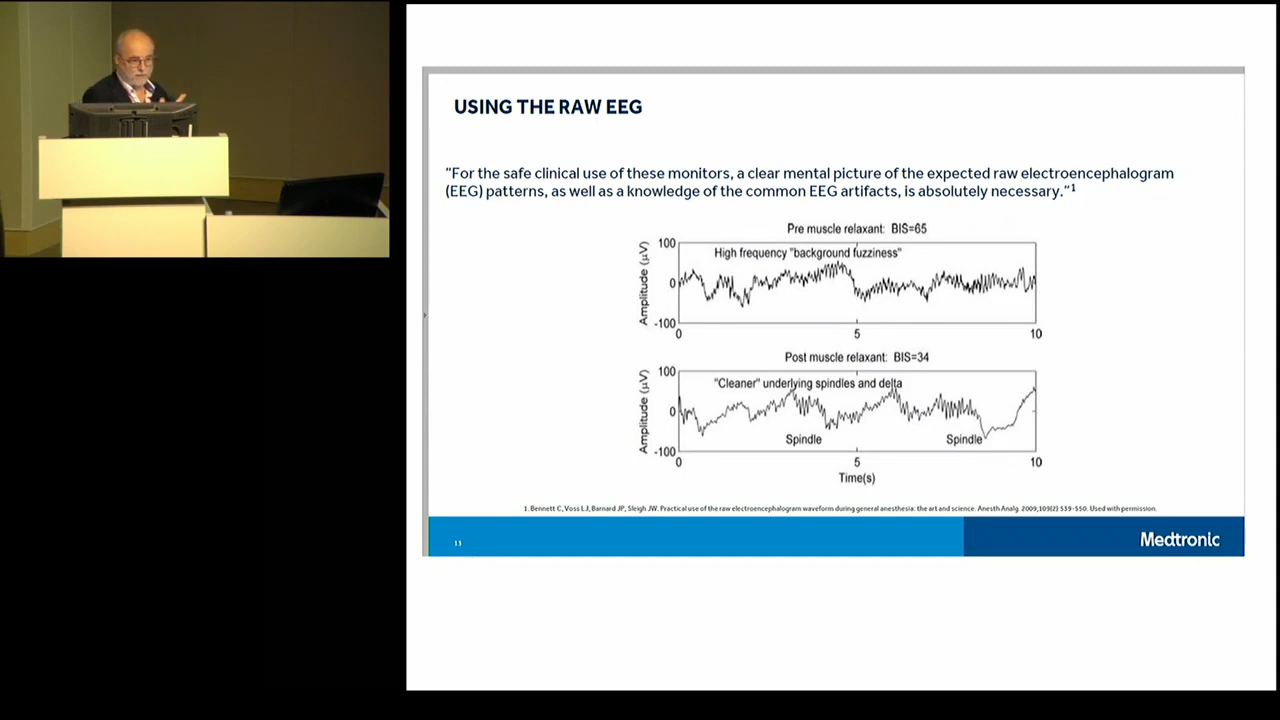 USING THE RAW EEG
"For the safe clinical use of these monitors, a clear mental picture of the expected raw electroencephalogram
(EEG) patterns, as well as a knowledge of the common EEG artifacts, is absolutely necessary."1
Pre muscle relaxant: BIS=65
High frequency "background fuzziness"
Amplitude (μV)
100
0
-100
0
5
10
Post muscle relaxant: BIS=34
"Cleaner" underlying spindles and delta
Amplitude (μV)
100
0
-100
Spindle
Spindle
0
5
10
Time(s)
1. Bennett C, Voss LJ, Barnard JP, Sleigh JW. Practical use of the raw electroencephalogram waveform during general anesthesia: the art and science. Anesth Analg. 2009;109(2) 539-550. Used with permission.
13
Medtronic